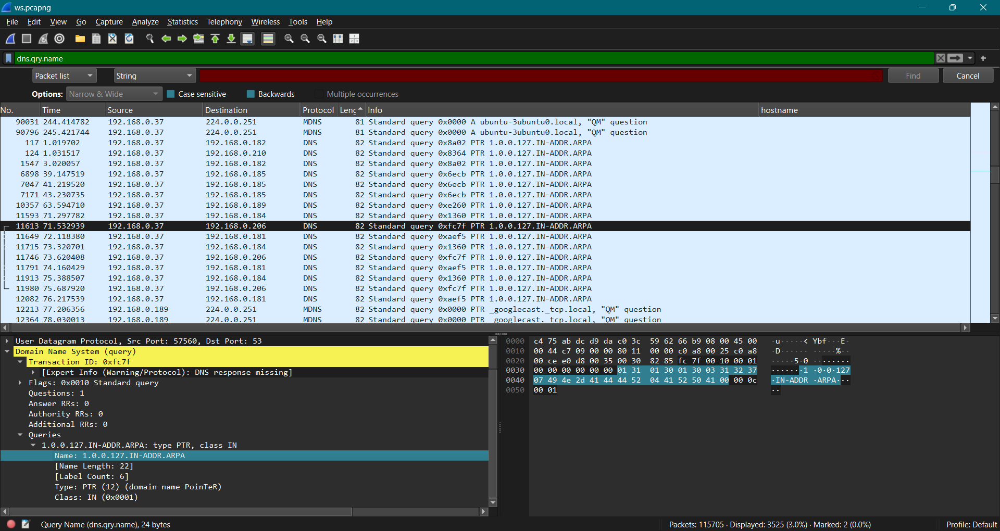 ws.pcapng
File Edit View Go Capture Analyze Statistics Telephony Wireless Tools Help
dns.qry.name
Packet list String Find Cancel
Options: Narrow & Wide Case sensitive Backwards Multiple occurrences
No. Time Source Destination Protocol Leng Info hostname
90031 244.414782 192.168.0.37 224.0.0.251 MDNS 81 Standard query 0x0000 A ubuntu-3ubuntu0.local, "QM" question
90796 245.421744 192.168.0.37 224.0.0.251 MDNS 81 Standard query 0x0000 A ubuntu-3ubuntu0.local, "QM" question
117 1.019702 192.168.0.37 192.168.0.182 DNS 82 Standard query 0x8a02 PTR 1.0.0.127.IN-ADDR.ARPA
124 1.031517 192.168.0.37 192.168.0.210 DNS 82 Standard query 0x8364 PTR 1.0.0.127.IN-ADDR.ARPA
1547 3.020057 192.168.0.37 192.168.0.182 DNS 82 Standard query 0x8a02 PTR 1.0.0.127.IN-ADDR.ARPA
6898 39.147519 192.168.0.37 192.168.0.185 DNS 82 Standard query 0x6ecb PTR 1.0.0.127.IN-ADDR.ARPA
7047 41.219520 192.168.0.37 192.168.0.185 DNS 82 Standard query 0x6ecb PTR 1.0.0.127.IN-ADDR.ARPA
7171 43.230735 192.168.0.37 192.168.0.185 DNS 82 Standard query 0x6ecb PTR 1.0.0.127.IN-ADDR.ARPA
10357 63.594710 192.168.0.37 192.168.0.189 DNS 82 Standard query 0xe260 PTR 1.0.0.127.IN-ADDR.ARPA
11593 71.297782 192.168.0.37 192.168.0.184 DNS 82 Standard query 0x1360 PTR 1.0.0.127.IN-ADDR.ARPA
11613 71.532939 192.168.0.37 192.168.0.206 DNS 82 Standard query 0xfc7f PTR 1.0.0.127.IN-ADDR.ARPA
11649 72.118380 192.168.0.37 192.168.0.181 DNS 82 Standard query 0xaef5 PTR 1.0.0.127.IN-ADDR.ARPA
11715 73.320701 192.168.0.37 192.168.0.184 DNS 82 Standard query 0x1360 PTR 1.0.0.127.IN-ADDR.ARPA
11746 73.620408 192.168.0.37 192.168.0.206 DNS 82 Standard query 0xfc7f PTR 1.0.0.127.IN-ADDR.ARPA
11791 74.160429 192.168.0.37 192.168.0.181 DNS 82 Standard query 0xaef5 PTR 1.0.0.127.IN-ADDR.ARPA
11913 75.388507 192.168.0.37 192.168.0.184 DNS 82 Standard query 0x1360 PTR 1.0.0.127.IN-ADDR.ARPA
11980 75.687920 192.168.0.37 192.168.0.206 DNS 82 Standard query 0xfc7f PTR 1.0.0.127.IN-ADDR.ARPA
12082 76.217539 192.168.0.37 192.168.0.181 DNS 82 Standard query 0xaef5 PTR 1.0.0.127.IN-ADDR.ARPA
12213 77.206356 192.168.0.189 224.0.0.251 MDNS 82 Standard query 0x0000 PTR _googlecast._tcp.local, "QM" question
12364 78.030013 192.168.0.189 224.0.0.251 MDNS 82 Standard query 0x0000 PTR _googlecast._tcp.local, "QM" question
User Datagram Protocol, Src Port: 57560, Dst Port: 53
Domain Name System (query)
Transaction ID: 0xfc7f
[Expert Info (Warning/Protocol): DNS response missing]
Flags: 0x0010 Standard query
Questions: 1
Answer RRs: 0
Authority RRs: 0
Additional RRs: 0
Queries
1.0.0.127.IN-ADDR.ARPA: type PTR, class IN
Name: 1.0.0.127.IN-ADDR.ARPA
[Name Length: 22]
[Label Count: 6]
Type: PTR (12) (domain name PoinTeR)
Class: IN (0x0001)
0000 c4 75 ab dc d9 da c0 3c 59 62 66 b9 08 00 45 00 ·u·····< Ybf···E·
0010 00 44 c7 09 00 00 80 11 00 00 c0 a8 00 25 c0 a8 ·D······ ·····%··
0020 00 ce e0 d8 00 35 00 30 82 85 fc 7f 00 10 00 01 ·····5·0 ········
0030 00 00 00 00 00 00 01 31 01 30 01 30 03 31 32 37 ·······1 ·0·0·127
0040 07 49 4e 2d 41 44 44 52 04 41 52 50 41 00 00 0c ·IN-ADDR ·ARPA···
0050 00 01 ··
Query Name (dns.qry.name), 24 bytes
Packets: 115705 · Displayed: 3525 (3.0%) · Marked: 2 (0.0%)
Profile: Default